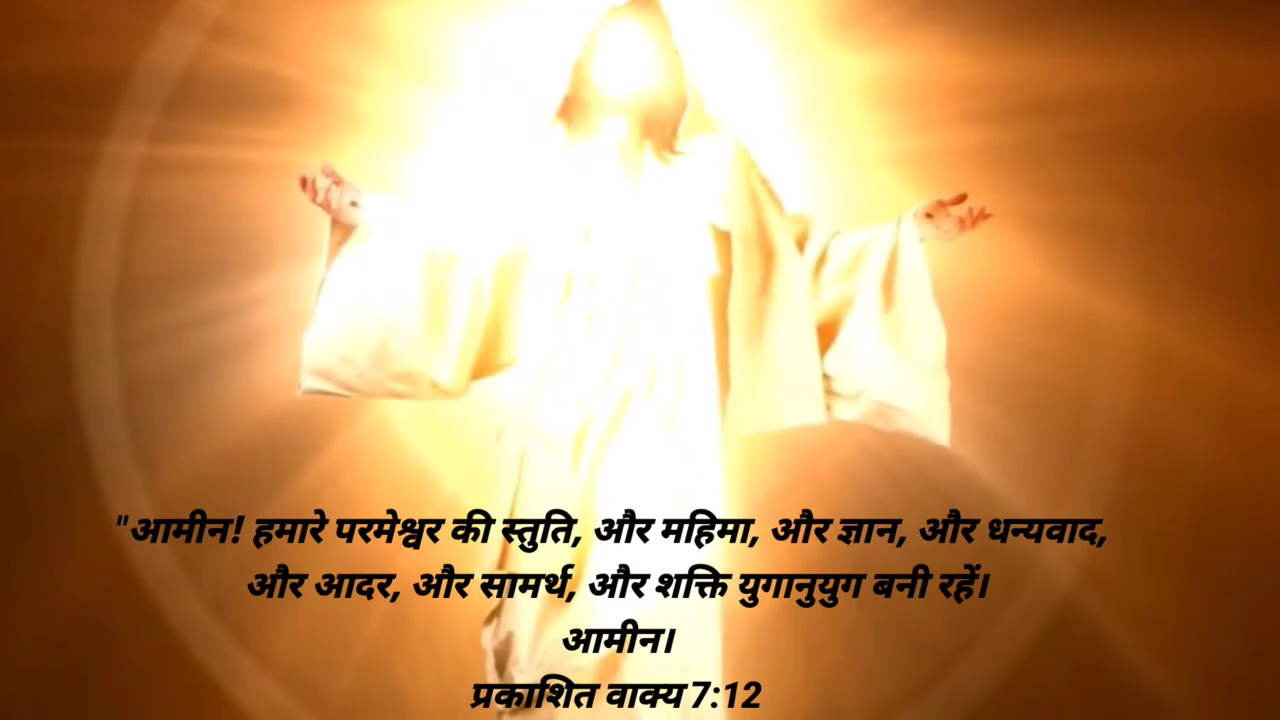 "आमीन! हमारे परमेश्वर की स्तुति, और महिमा, और ज्ञान, और धन्यवाद,
और आदर, और सामर्थ, और शक्ति युगानुयुग बनी रहें।
आमीन।
प्रकाशित वाक्य 7:12